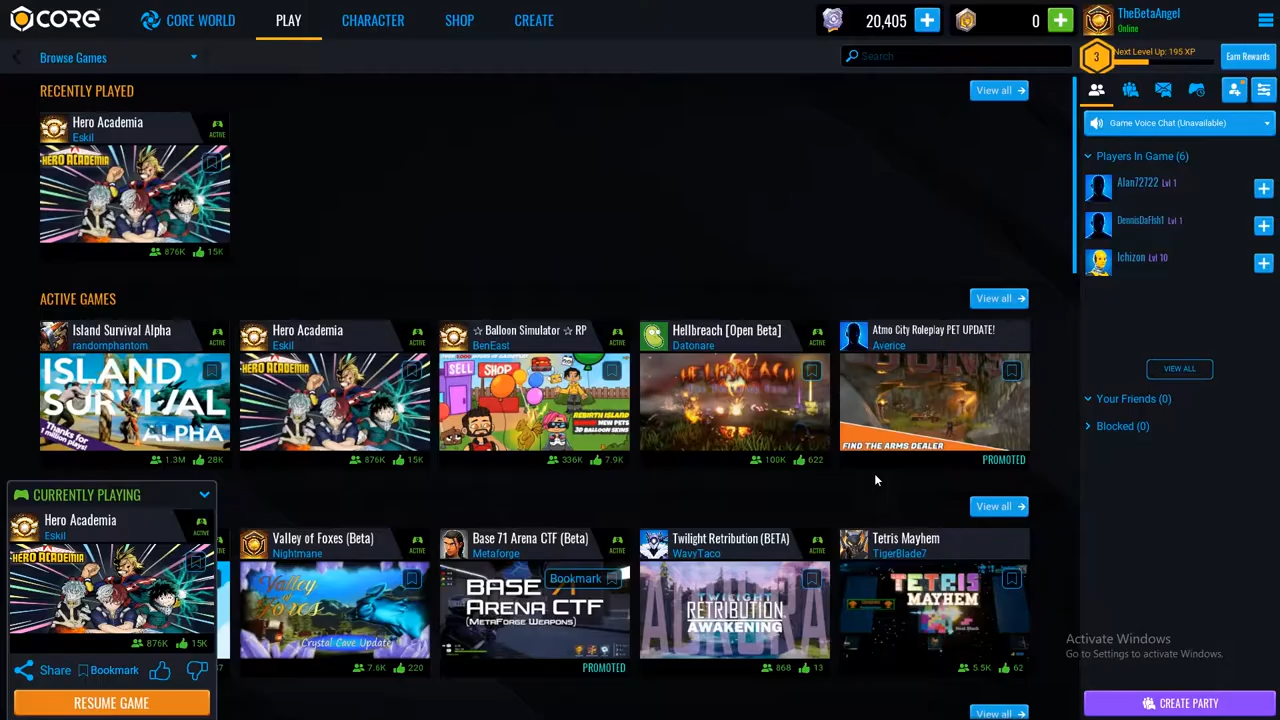 CORE
CORE WORLD
PLAY
CHARACTER
SHOP
CREATE
20,405
0
TheBetaAngel
Online
Browse Games
Search
3
Next Level Up: 195 XP
Earn Rewards
RECENTLY PLAYED
View all
Hero Academia
Eskil
ACTIVE
HERO ACADEMIA
876K
15K
Game Voice Chat (Unavailable)
Players In Game (6)
Alan72722 Lvl 1
DennisDaFIsh1 Lvl 1
Ichizon Lvl 10
VIEW ALL
Your Friends (0)
Blocked (0)
ACTIVE GAMES
View all
Island Survival Alpha
randomphantom
ACTIVE
ISLAND
SURVIVAL
ALPHA
Thanks for
1 million plays!
1.3M
28K
Hero Academia
Eskil
ACTIVE
HERO ACADEMIA
876K
15K
☆ Balloon Simulator ☆ RP
BenEast
ACTIVE
SELL
SHOP
REBIRTH ISLAND
NEW PETS
3D BALLOON SKINS
336K
7.9K
Hellbreach [Open Beta]
Datonare
ACTIVE
HELLBREACH
100K
622
Atmo City Roleplay PET UPDATE!
Averice
FIND THE ARMS DEALER
PROMOTED
View all
Valley of Foxes (Beta)
Nightmane
ACTIVE
Valley of Foxes
Crystal Cave Update
7.6K
220
Base 71 Arena CTF (Beta)
Metaforge
ACTIVE
Bookmark
BASE 71
ARENA CTF
(METAFORGE WEAPONS)
PROMOTED
Twilight Retribution (BETA)
WavyTaco
ACTIVE
TWILIGHT
RETRIBUTION
AWAKENING
868
13
Tetris Mayhem
TigerBlade7
TETRIS
MAYHEM
5.5K
62
View all
CURRENTLY PLAYING
Hero Academia
Eskil
ACTIVE
HERO ACADEMIA
876K
15K
Share
Bookmark
RESUME GAME
Activate Windows
Go to Settings to activate Windows.
CREATE PARTY